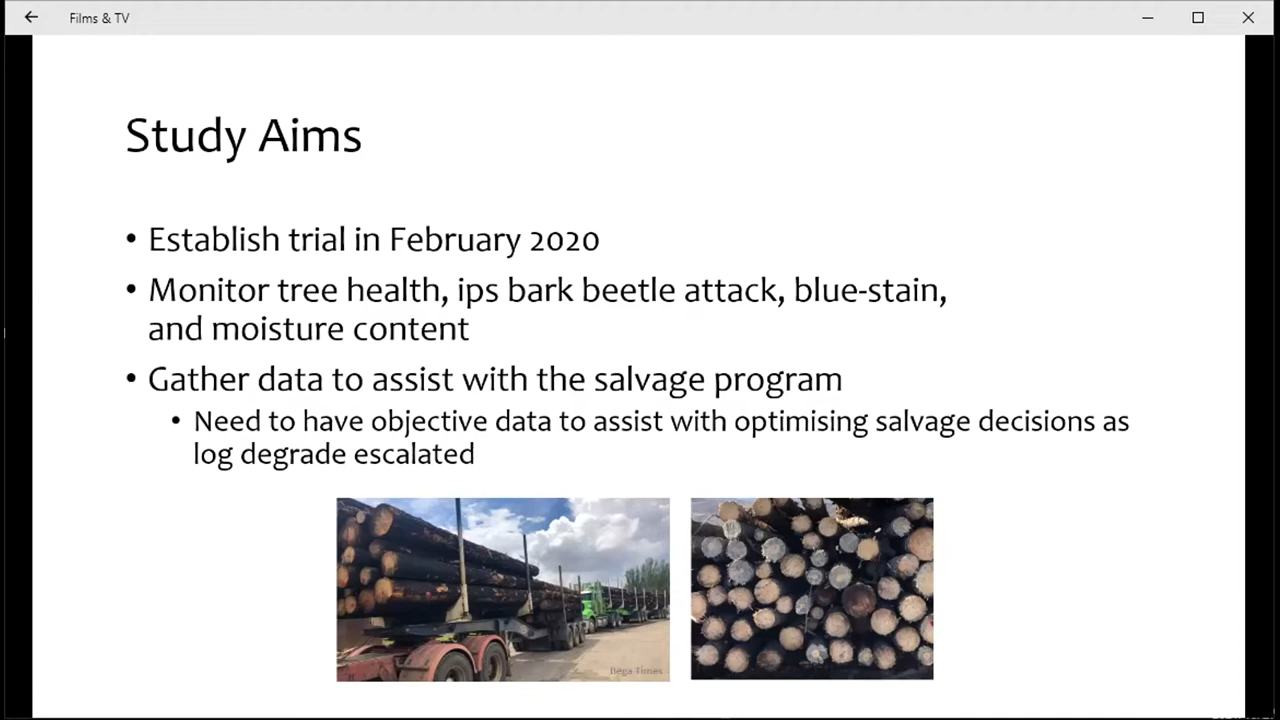 Films & TV
Study Aims
• Establish trial in February 2020
• Monitor tree health, ips bark beetle attack, blue-stain,
and moisture content
• Gather data to assist with the salvage program
• Need to have objective data to assist with optimising salvage decisions as
log degrade escalated
Bega Times